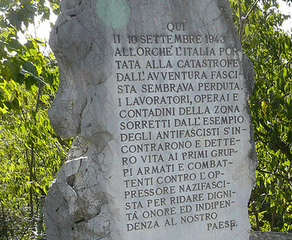 QUI
IL 10 SETTEMBRE 1943
ALLORCHÈ L'ITALIA POR
TATA ALLA CATASTROFE
DALL'AVVENTURA FASCI
STA SEMBRAVA PERDUTA,
I LAVORATORI, OPERAI E
CONTADINI DELLA ZONA
SORRETTI DALL'ESEMPIO
DEGLI ANTIFASCISTI S'IN
CONTRARONO E DETTE
RO VITA AI PRIMI GRUP
PI ARMATI E COMBAT
TENTI CONTRO L'OP
PRESSORE NAZIFASCI
STA PER RIDARE DIGNI
TÀ ONORE ED INDIPEN
DENZA AL NOSTRO
PAESE.